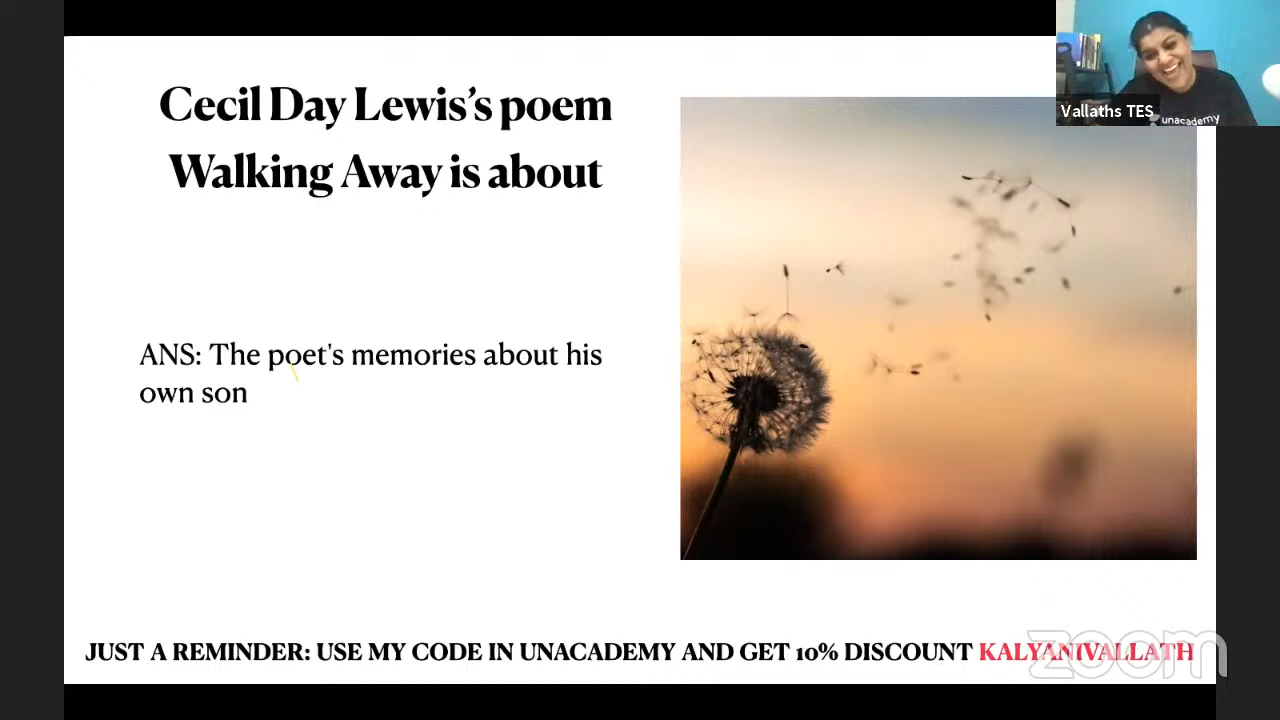 Cecil Day Lewis’s poem
Walking Away is about
Vallaths TES
unacademy
ANS: The poet's memories about his
own son
JUST A REMINDER: USE MY CODE IN UNACADEMY AND GET 10% DISCOUNT KALYANIVALLATH
zoom